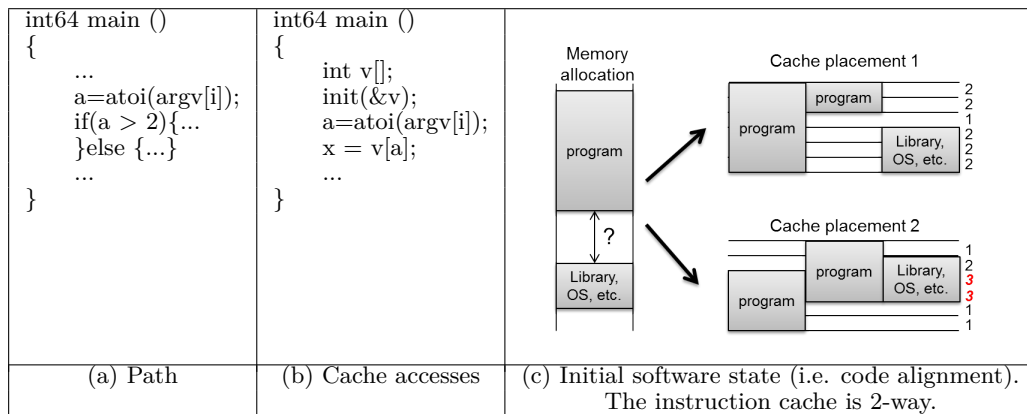 int64 main ()
{
...
a=atoi(argv[i]);
if(a > 2){...
}else {...}
...
}
(a) Path
int64 main ()
{
int v[];
init(&v);
a=atoi(argv[i]);
x = v[a];
...
}
(b) Cache accesses
Memory
allocation
program
?
Library,
OS, etc.
Cache placement 1
program
program
Library,
OS, etc.
2
2
1
2
2
2
Cache placement 2
program
program
Library,
OS, etc.
1
2
3
3
1
1
(c) Initial software state (i.e. code alignment).
The instruction cache is 2-way.